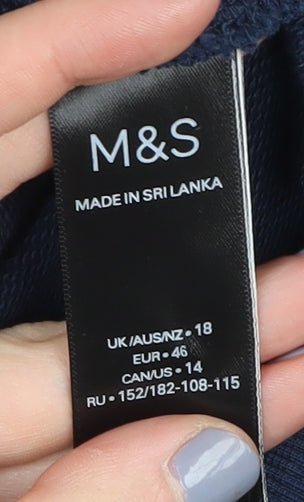 M&S
MADE IN SRI LANKA
UK/AUS/NZ • 18
EUR • 46
CAN/US • 14
RU • 152/182-108-115